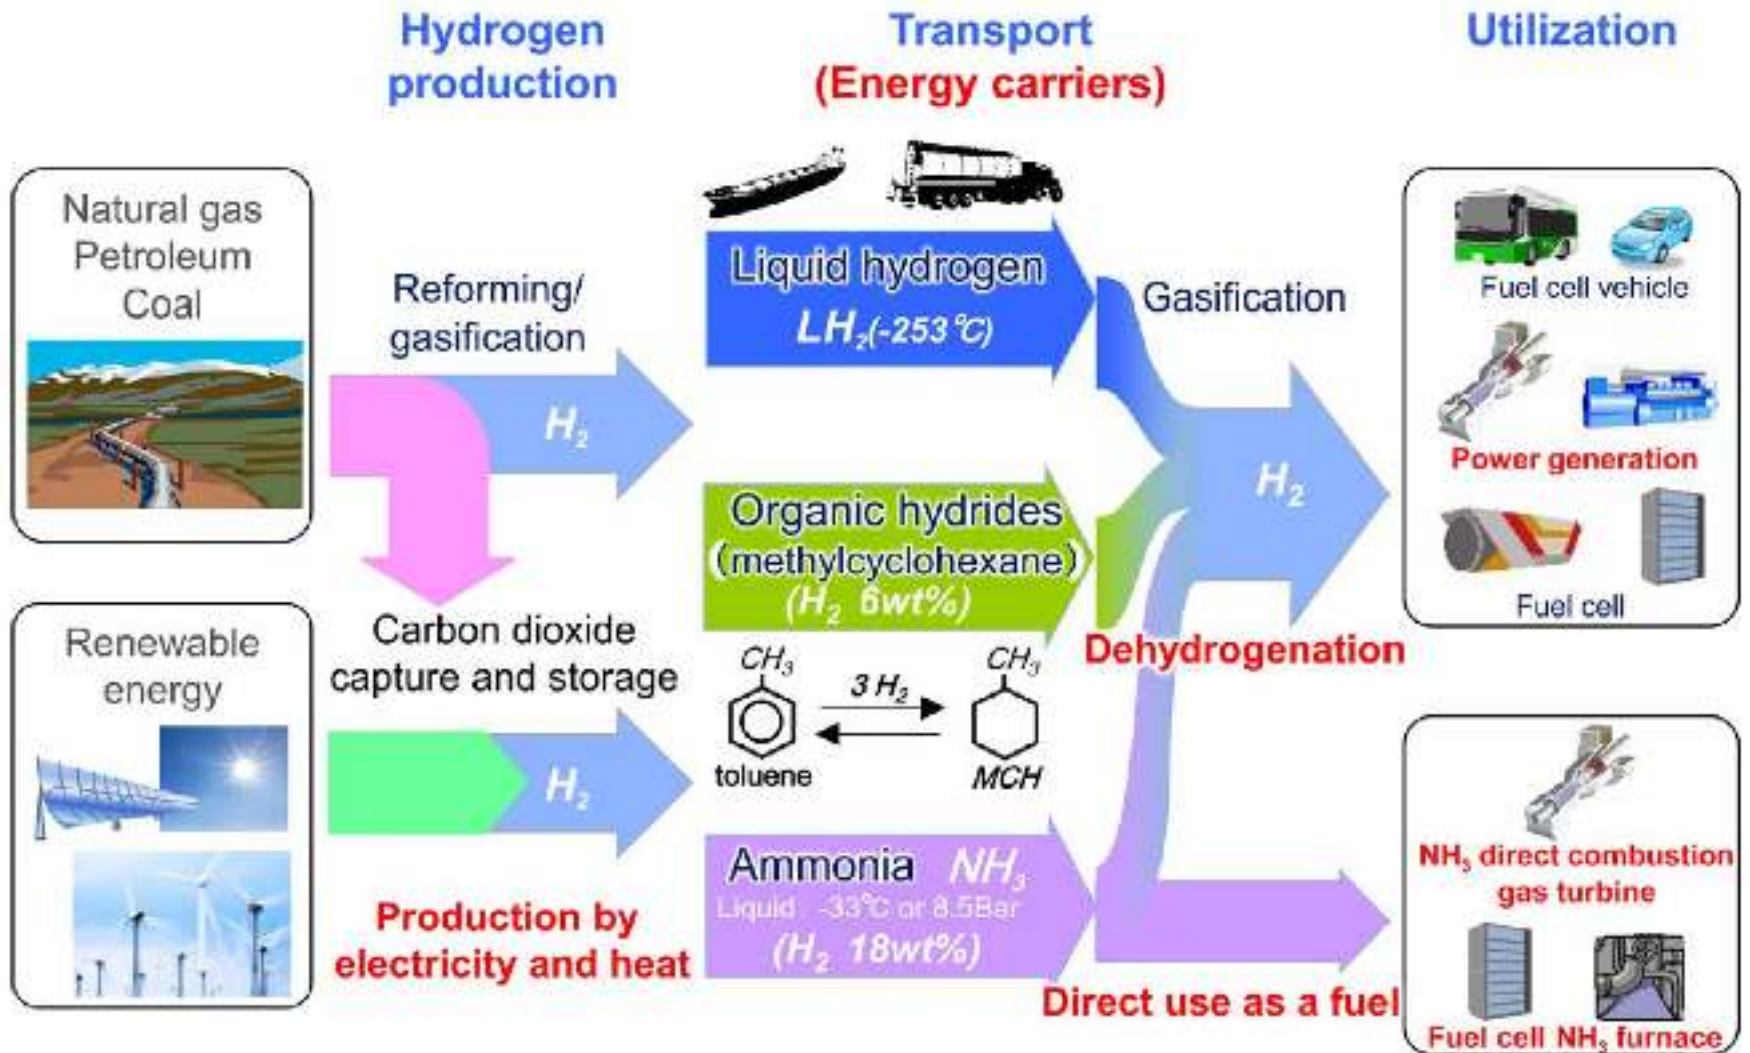 Hydrogen
production
Transport
(Energy carriers)
Utilization
Natural gas
Petroleum
Coal
Reforming/
gasification
H₂
Carbon dioxide
capture and storage
Renewable
energy
H₂
Production by
electricity and heat
Liquid hydrogen
LH₂(-253℃)
Organic hydrides
(methylcyclohexane)
(H₂ 6wt%)
CH₃
toluene
3 H₂
CH₃
MCH
Ammonia NH₃
Liquid -33℃ or 8.5Bar
(H₂ 18wt%)
Gasification
H₂
Dehydrogenation
Direct use as a fuel
Fuel cell vehicle
Power generation
Fuel cell
NH₃ direct combustion
gas turbine
Fuel cell NH₃ furnace